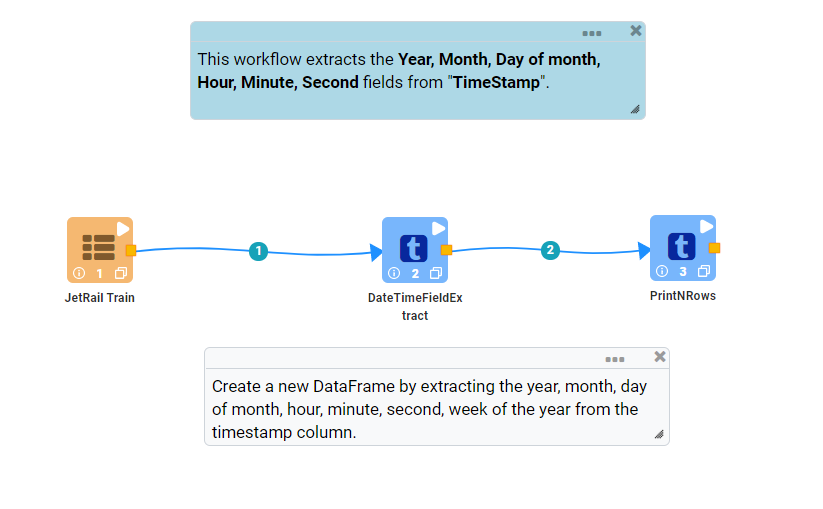 This workflow extracts the Year, Month, Day of month,
Hour, Minute, Second fields from "TimeStamp".
1
2
1
2
3
JetRail Train
DateTimeFieldEx
tract
PrintNRows
Create a new DataFrame by extracting the year, month, day
of month, hour, minute, second, week of the year from the
timestamp column.